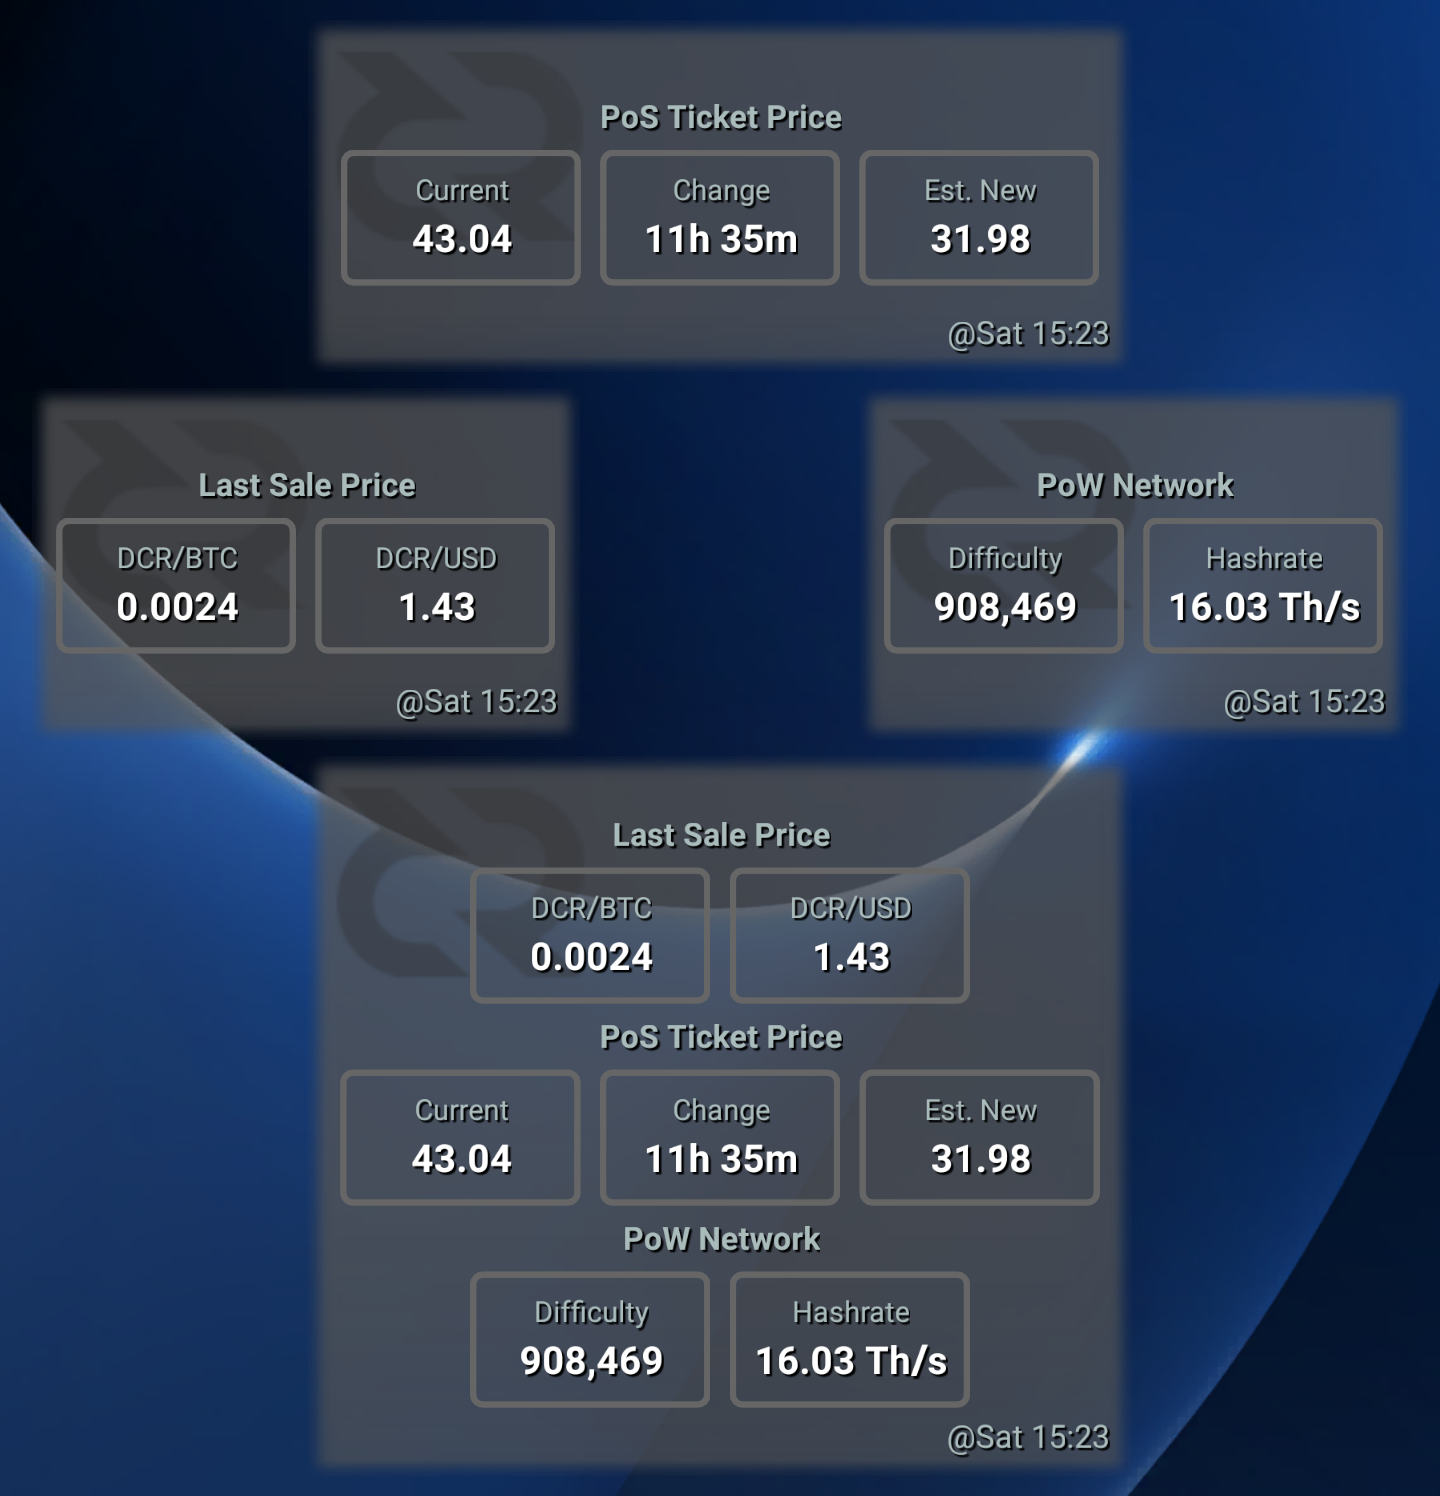 PoS Ticket Price
Current Change Est. New
43.04 11h 35m 31.98
@Sat 15:23
Last Sale Price
DCR/BTC DCR/USD
0.0024 1.43
@Sat 15:23
PoW Network
Difficulty Hashrate
908,469 16.03 Th/s
@Sat 15:23
Last Sale Price
DCR/BTC DCR/USD
0.0024 1.43
PoS Ticket Price
Current Change Est. New
43.04 11h 35m 31.98
PoW Network
Difficulty Hashrate
908,469 16.03 Th/s
@Sat 15:23